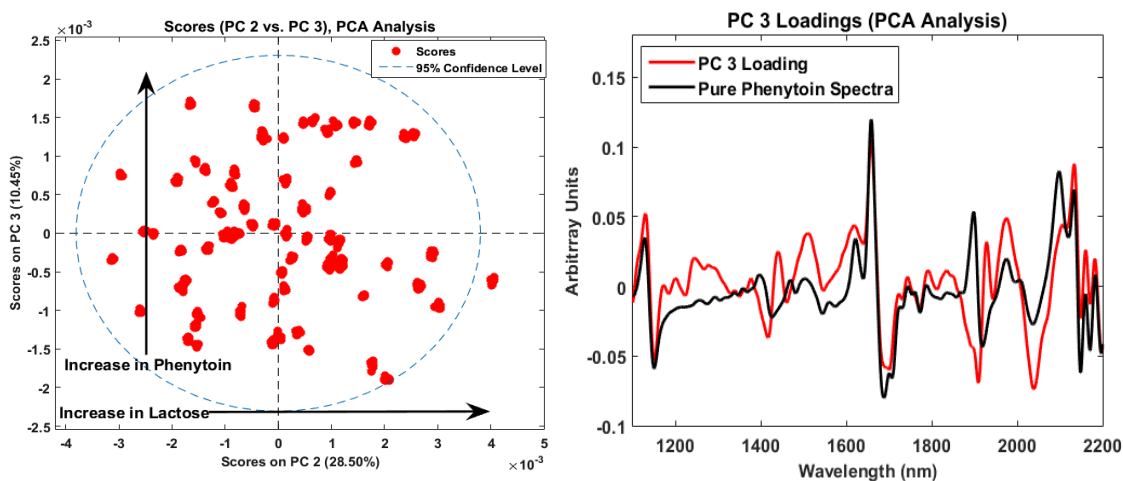 Scores (PC 2 vs. PC 3), PCA Analysis
×10⁻³
Scores
95% Confidence Level
2.5
2
1.5
1
0.5
0
-0.5
-1
-1.5
-2
-2.5
Scores on PC 3 (10.45%)
Increase in Phenytoin
Increase in Lactose
-4 -3 -2 -1 0 1 2 3 4 5
Scores on PC 2 (28.50%)
×10⁻³
PC 3 Loadings (PCA Analysis)
PC 3 Loading
Pure Phenytoin Spectra
0.15
0.1
0.05
0
-0.05
-0.1
Arbitrray Units
1200 1400 1600 1800 2000 2200
Wavelength (nm)